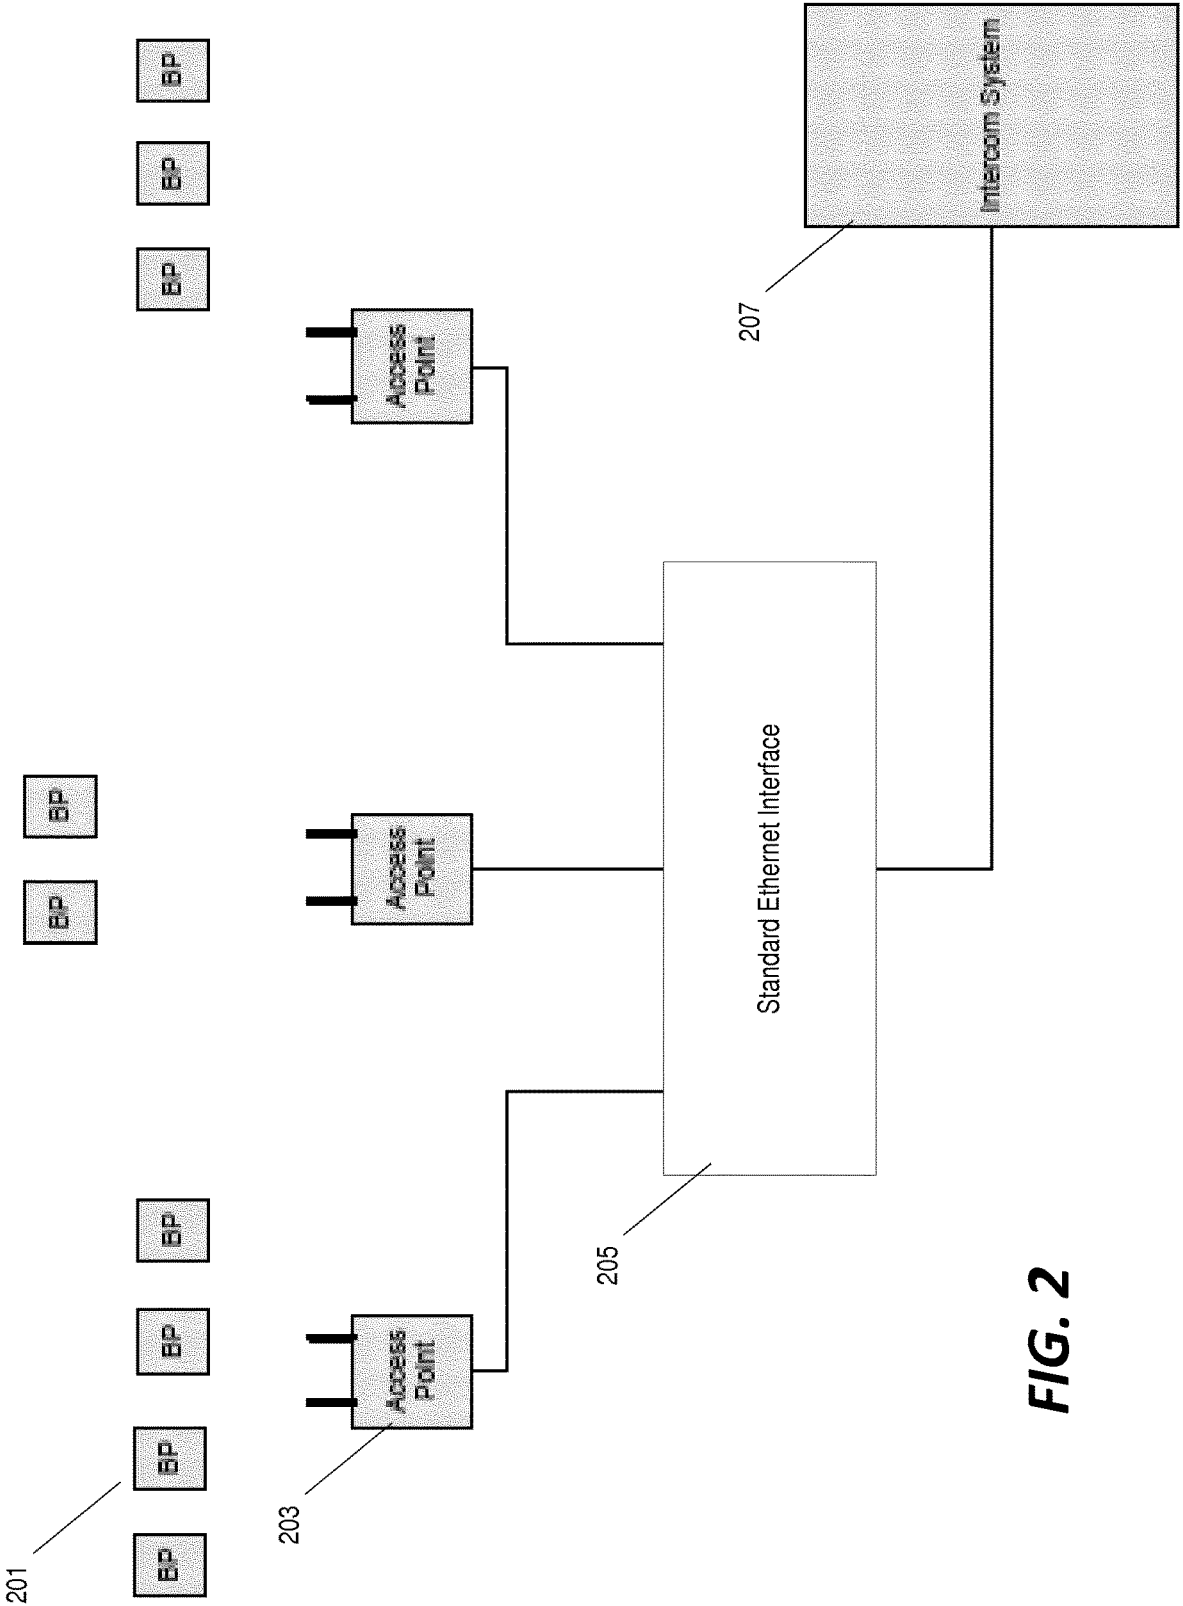 BP
BP
BP
BP
BP
BP
BP
BP
BP
201
Access
Point
Access
Point
Access
Point
203
Standard Ethernet Interface
205
207
Intercom System
FIG. 2